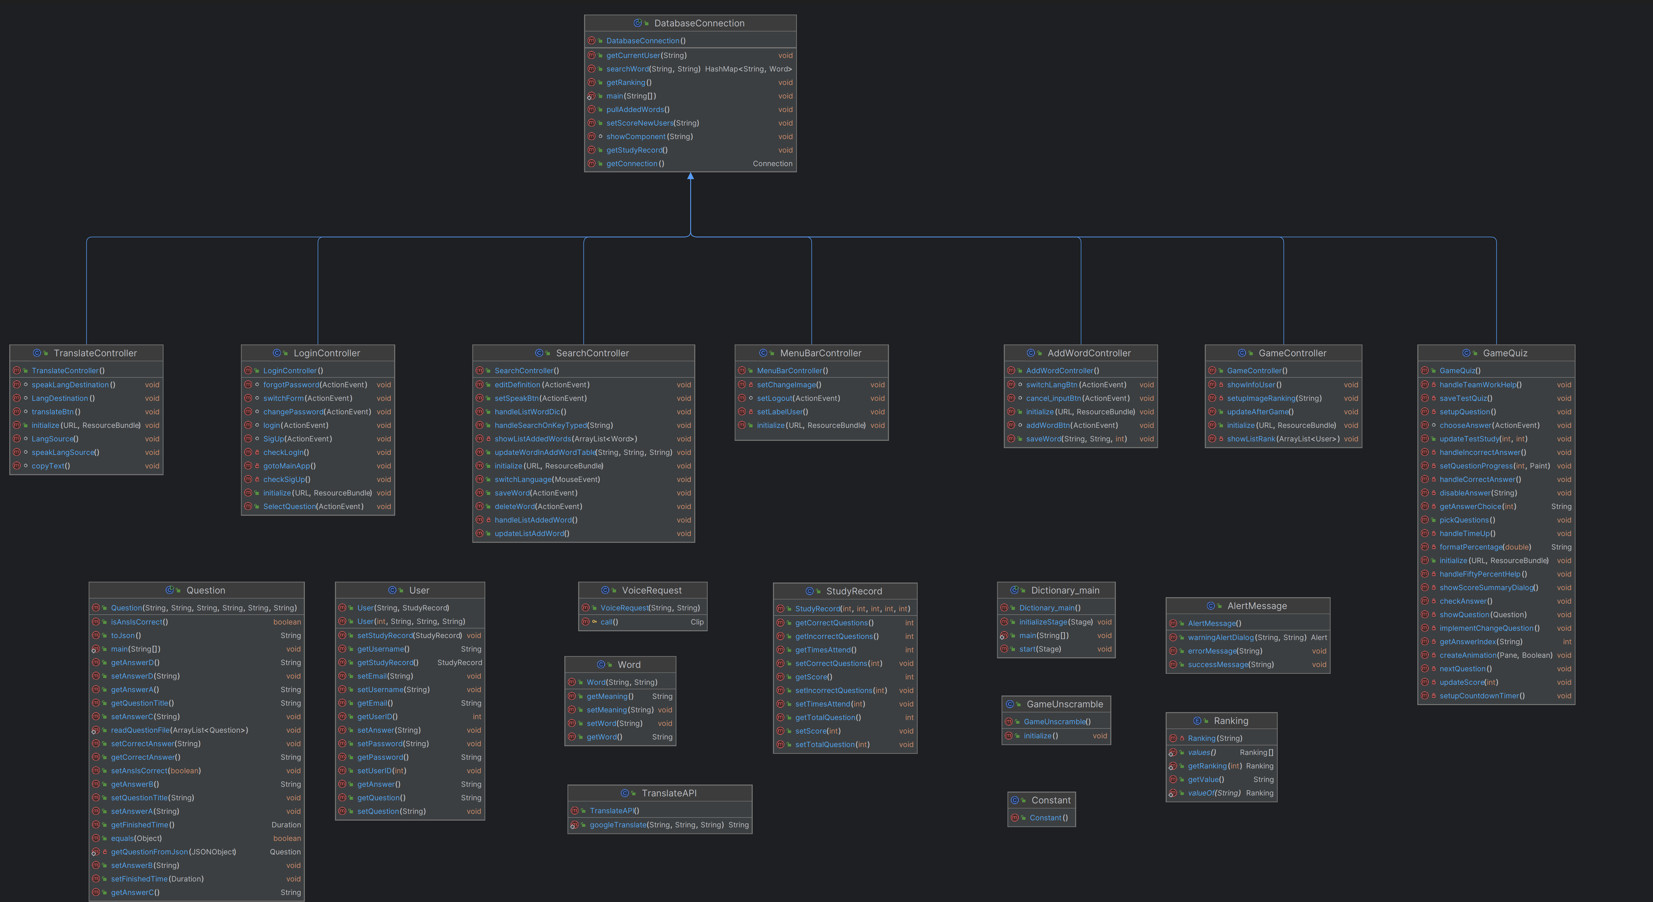 DatabaseConnection
DatabaseConnection()
getCurrentUser(String) void
searchWord(String, String) HashMap<String, Word>
getRanking() void
main(String[]) void
pullAddedWords() void
setScoreNewUsers(String) void
showComponent(String) void
getStudyRecord() void
getConnection() Connection
TranslateController
TranslateController()
speakLangDestination() void
LangDestination() void
translateBtn() void
initialize(URL, ResourceBundle) void
LangSource() void
speakLangSource() void
copyText() void
LoginController
LoginController()
forgotPassword(ActionEvent) void
switchForm(ActionEvent) void
changePassword(ActionEvent) void
login(ActionEvent) void
SigUp(ActionEvent) void
checkLogIn() void
gotoMainApp() void
checkSigUp() void
initialize(URL, ResourceBundle) void
SelectQuestion(ActionEvent) void
SearchController
SearchController()
editDefinition(ActionEvent) void
setSpeakBtn(ActionEvent) void
handleListWordDic() void
handleSearchOnKeyTyped(String) void
showListAddedWords(ArrayList<Word>) void
updateWordInAddWordTable(String, String, String) void
initialize(URL, ResourceBundle) void
switchLanguage(MouseEvent) void
saveWord(ActionEvent) void
deleteWord(ActionEvent) void
handleListAddedWord() void
updateListAddWord() void
MenuBarController
MenuBarController()
setChangeImage() void
setLogout(ActionEvent) void
setLabelUser() void
initialize(URL, ResourceBundle) void
AddWordController
AddWordController()
switchLangBtn(ActionEvent) void
cancel_inputBtn(ActionEvent) void
initialize(URL, ResourceBundle) void
addWordBtn(ActionEvent) void
saveWord(String, String, int) void
GameController
GameController()
showInfoUser() void
setupImageRanking(String) void
updateAfterGame() void
initialize(URL, ResourceBundle) void
showListRank(ArrayList<User>) void
GameQuiz
GameQuiz()
handleTeamWorkHelp() void
saveTestQuiz() void
setupQuestion() void
chooseAnswer(ActionEvent) void
updateTestStudy(int, int) void
handleIncorrectAnswer() void
setQuestionProgress(int, Paint) void
handleCorrectAnswer() void
disableAnswer(String) void
getAnswerChoice(int) String
pickQuestions() void
handleTimeUp() void
formatPercentage(double) String
initialize(URL, ResourceBundle) void
handleFiftyPercentHelp() void
showScoreSummaryDialog() void
checkAnswer() void
showQuestion(Question) void
implementChangeQuestion() void
getAnswerIndex(String) int
createAnimation(Pane, Boolean) void
nextQuestion() void
updateScore(int) void
setupCountdownTimer() void
Question
Question(String, String, String, String, String, String)
isAnsIsCorrect() boolean
toJson() String
main(String[]) void
getAnswerD() String
setAnswerD(String) void
getAnswerA() String
getQuestionTitle() String
setAnswerC(String) void
readQuestionFile(ArrayList<Question>) void
setCorrectAnswer(String) void
getCorrectAnswer() String
setAnsIsCorrect(boolean) void
getAnswerB() String
setQuestionTitle(String) void
setAnswerA(String) void
getFinishedTime() Duration
equals(Object) boolean
getQuestionFromJson(JSONObject) Question
setAnswerB(String) void
setFinishedTime(Duration) void
getAnswerC() String
User
User(String, StudyRecord)
User(int, String, String, String)
setStudyRecord(StudyRecord) void
getUsername() String
getStudyRecord() StudyRecord
setEmail(String) void
setUsername(String) void
getEmail() String
getUserID() int
setAnswer(String) void
setPassword(String) void
getPassword() String
setUserID(int) void
getAnswer() String
getQuestion() String
setQuestion(String) void
VoiceRequest
VoiceRequest(String, String)
call() Clip
Word
Word(String, String)
getMeaning() String
setMeaning(String) void
setWord(String) void
getWord() String
TranslateAPI
TranslateAPI()
googleTranslate(String, String, String) String
StudyRecord
StudyRecord(int, int, int, int, int)
getCorrectQuestions() int
getIncorrectQuestions() int
getTimesAttend() int
setCorrectQuestions(int) void
getScore() int
setIncorrectQuestions(int) void
setTimesAttend(int) void
getTotalQuestion() int
setScore(int) void
setTotalQuestion(int) void
Dictionary_main
Dictionary_main()
initializeStage(Stage) void
main(String[]) void
start(Stage) void
GameUnscramble
GameUnscramble()
initialize() void
Constant
Constant()
AlertMessage
AlertMessage()
warningAlertDialog(String, String) Alert
errorMessage(String) void
successMessage(String) void
Ranking
Ranking(String)
values() Ranking[]
getRanking(int) Ranking
getValue() String
valueOf(String) Ranking